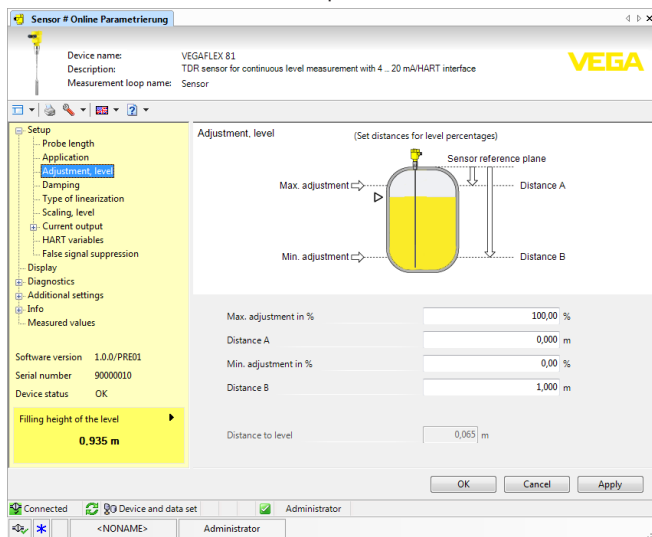 Sensor # Online Parametrierung
Device name: VEGAFLEX 81
Description: TDR sensor for continuous level measurement with 4 .. 20 mA/HART interface
Measurement loop name: Sensor
VEGA
Setup
Probe length
Application
Adjustment, level
Damping
Type of linearization
Scaling, level
Current output
HART variables
False signal suppression
Display
Diagnostics
Additional settings
Info
Measured values
Software version 1.0.0/PRE01
Serial number 90000010
Device status OK
Filling height of the level
0,935 m
Adjustment, level
(Set distances for level percentages)
Sensor reference plane
Max. adjustment
Distance A
Min. adjustment
Distance B
Max. adjustment in % 100,00 %
Distance A 0,000 m
Min. adjustment in % 0,00 %
Distance B 1,000 m
Distance to level 0,065 m
OK Cancel Apply
Connected Device and data set Administrator
<NONAME> Administrator